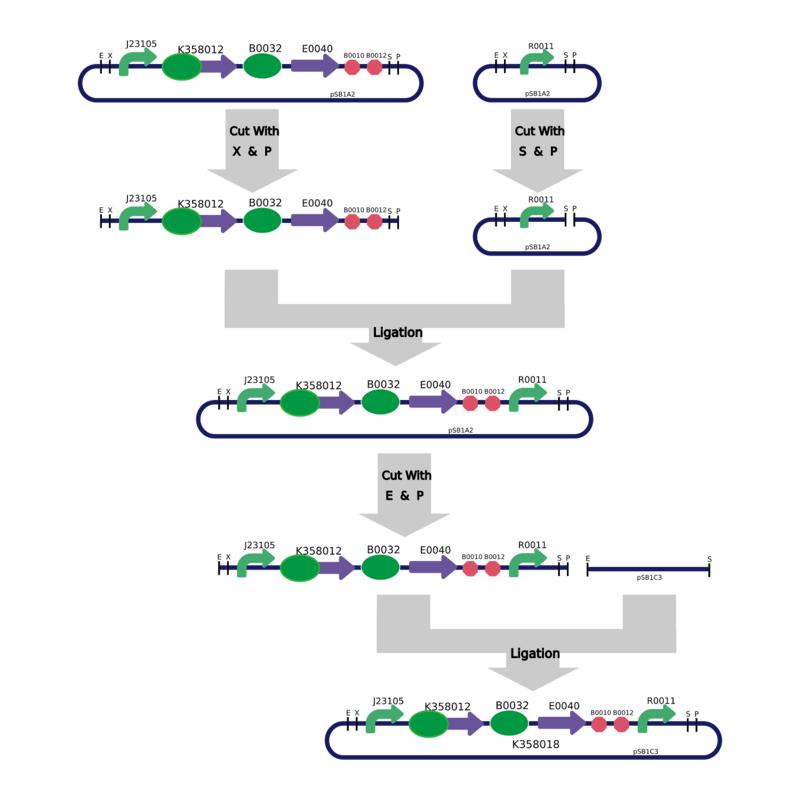 J23105 K358012 B0032 E0040 B0010 B0012 R0011
E X S P E X S P
pSB1A2 pSB1A2
Cut With Cut With
X & P S & P
J23105 K358012 B0032 E0040 B0010 B0012 R0011
E X S P E X S P
pSB1A2
Ligation
J23105 K358012 B0032 E0040 B0010 B0012 R0011
E X S P
pSB1A2
Cut With
E & P
J23105 K358012 B0032 E0040 B0010 B0012 R0011
E X S P E S
pSB1C3
Ligation
J23105 K358012 B0032 E0040 B0010 B0012 R0011
E X S P
K358018
pSB1C3